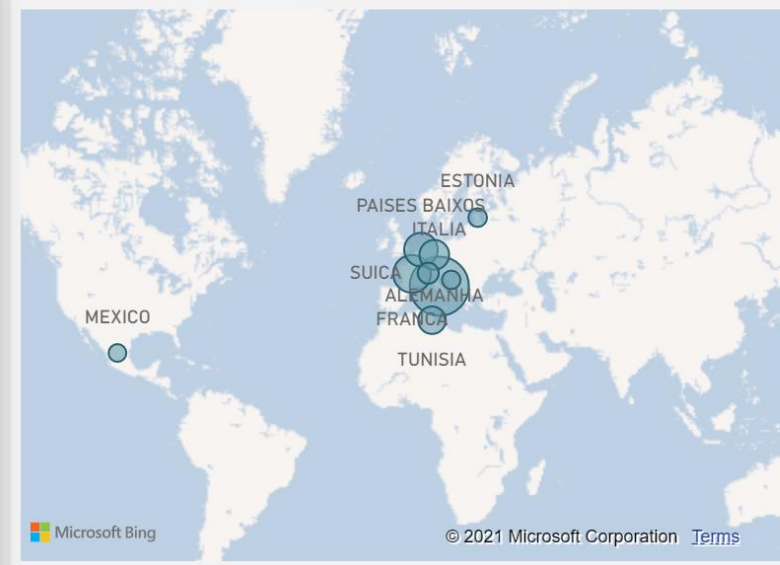 ESTONIA
PAISES BAIXOS
ITALIA
SUICA
ALEMANHA
MEXICO
FRANCA
TUNISIA
Microsoft Bing
© 2021 Microsoft Corporation Terms